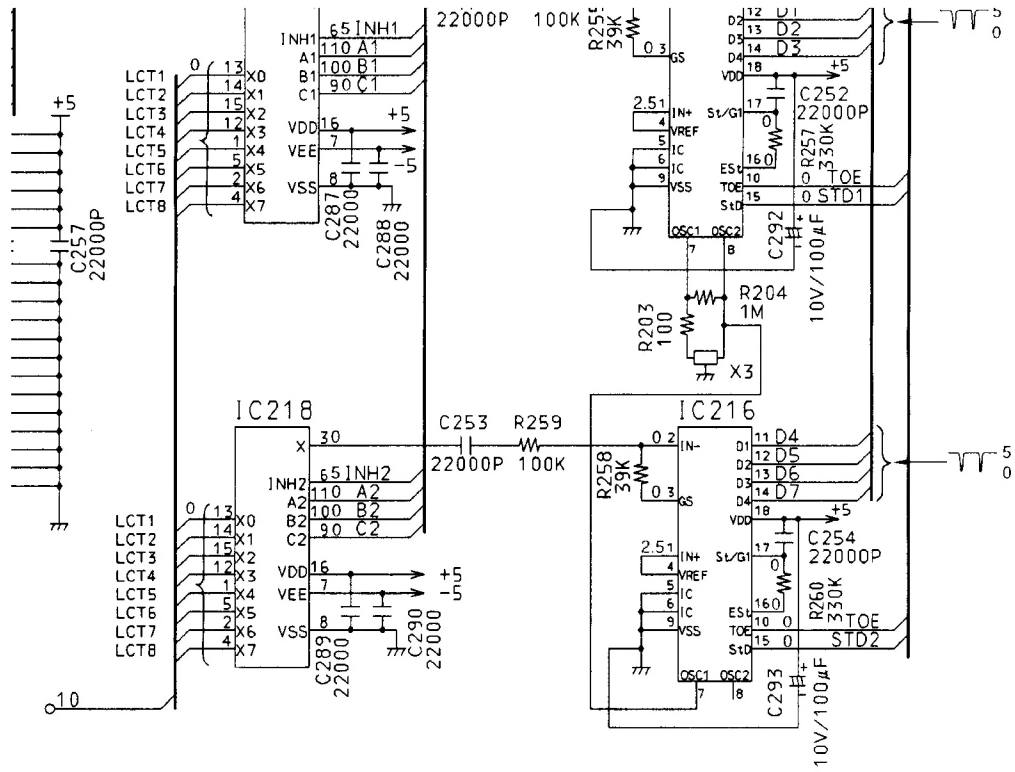 65 INH1
INH1
110 A1
A1
100 B1
B1
90 C1
C1
22000P
100K
39K
0 3
GS
12 D1
D2
13 D2
D3
14 D3
D4
5
0
18
VDD
+5
LCT1
LCT2
LCT3
LCT4
LCT5
LCT6
LCT7
LCT8
0
13 X0
14 X1
15 X2
12 X3
1 X4
5 X5
2 X6
4 X7
VDD 16
+5
VEE 7
-5
VSS 8
C287
22000
C288
22000
+5
C257
22000P
2.5 1 IN+
4 VREF
5 IC
6 IC
9 VSS
St/G1 17
0
C252
22000P
R257
330K
ESt 16 0
TOE 10 0 TOE
StD 15 0 STD1
OSC1 OSC2
7 8
C292
+
10V/100μF
R204
1M
R203
100
X3
IC218
X 30
C253
22000P
R259
100K
INH2 65 INH2
A2 110 A2
B2 100 B2
C2 90 C2
LCT1
LCT2
LCT3
LCT4
LCT5
LCT6
LCT7
LCT8
0
13 X0
14 X1
15 X2
12 X3
1 X4
5 X5
2 X6
4 X7
VDD 16
+5
VEE 7
-5
VSS 8
C289
22000
C290
22000
10
IC216
0 2 IN-
R258
39K
0 3 GS
D1 11 D4
D2 12 D5
D3 13 D6
D4 14 D7
5
0
VDD 18
+5
C254
22000P
2.5 1 IN+
4 VREF
5 IC
6 IC
9 VSS
St/G1 17
0
R260
330K
ESt 16 0
TOE 10 0 TOE
StD 15 0 STD2
OSC1 OSC2
7 8
C293
+
10V/100μF